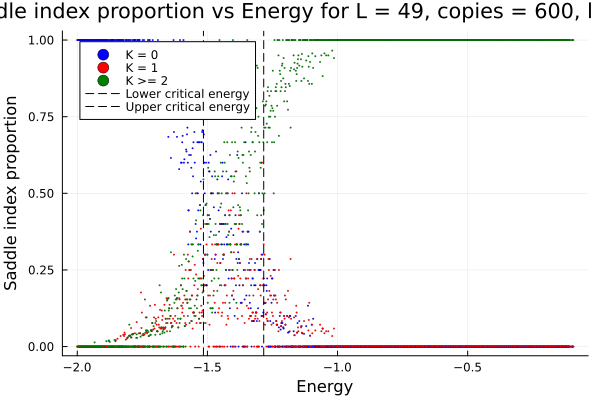 dle index proportion vs Energy for L = 49, copies = 600,
1.00
K = 0
K = 1
K >= 2
Lower critical energy
Upper critical energy
0.75
Saddle index proportion
0.50
0.25
0.00
−2.0
−1.5
−1.0
−0.5
Energy